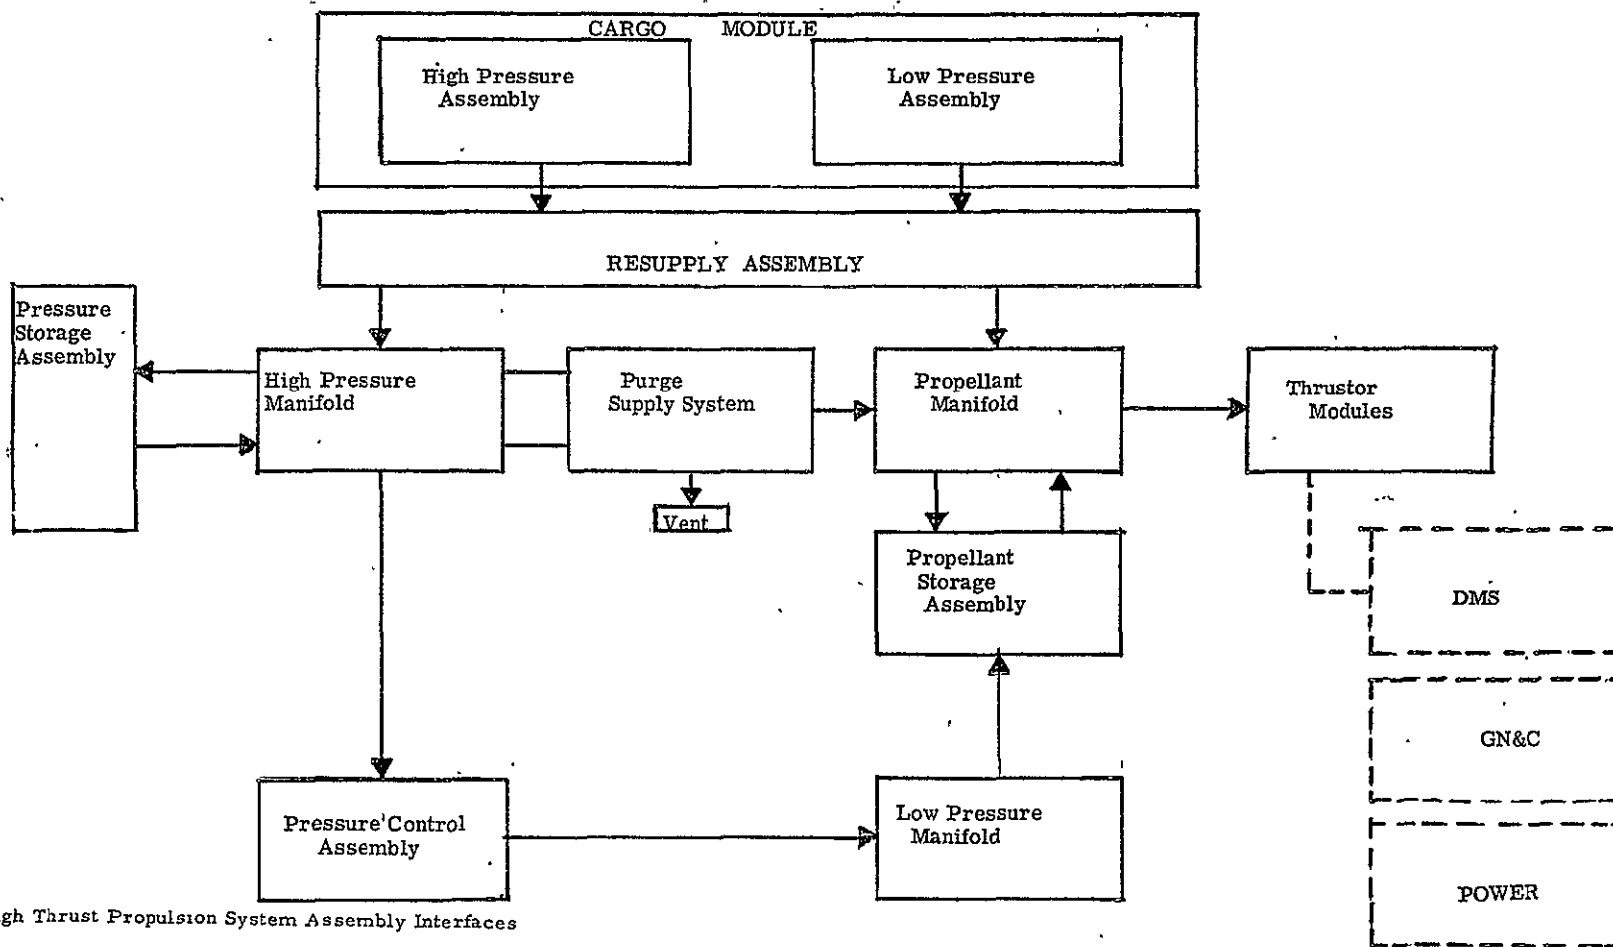 CARGO MODULE
High Pressure
Assembly
Low Pressure
Assembly
RESUPPLY ASSEMBLY
Pressure
Storage
Assembly
High Pressure
Manifold
Purge
Supply System
Propellant
Manifold
Thrustor
Modules
Vent
Propellant
Storage
Assembly
DMS
GN&C
Pressure Control
Assembly
Low Pressure
Manifold
POWER
gh Thrust Propulsion System Assembly Interfaces